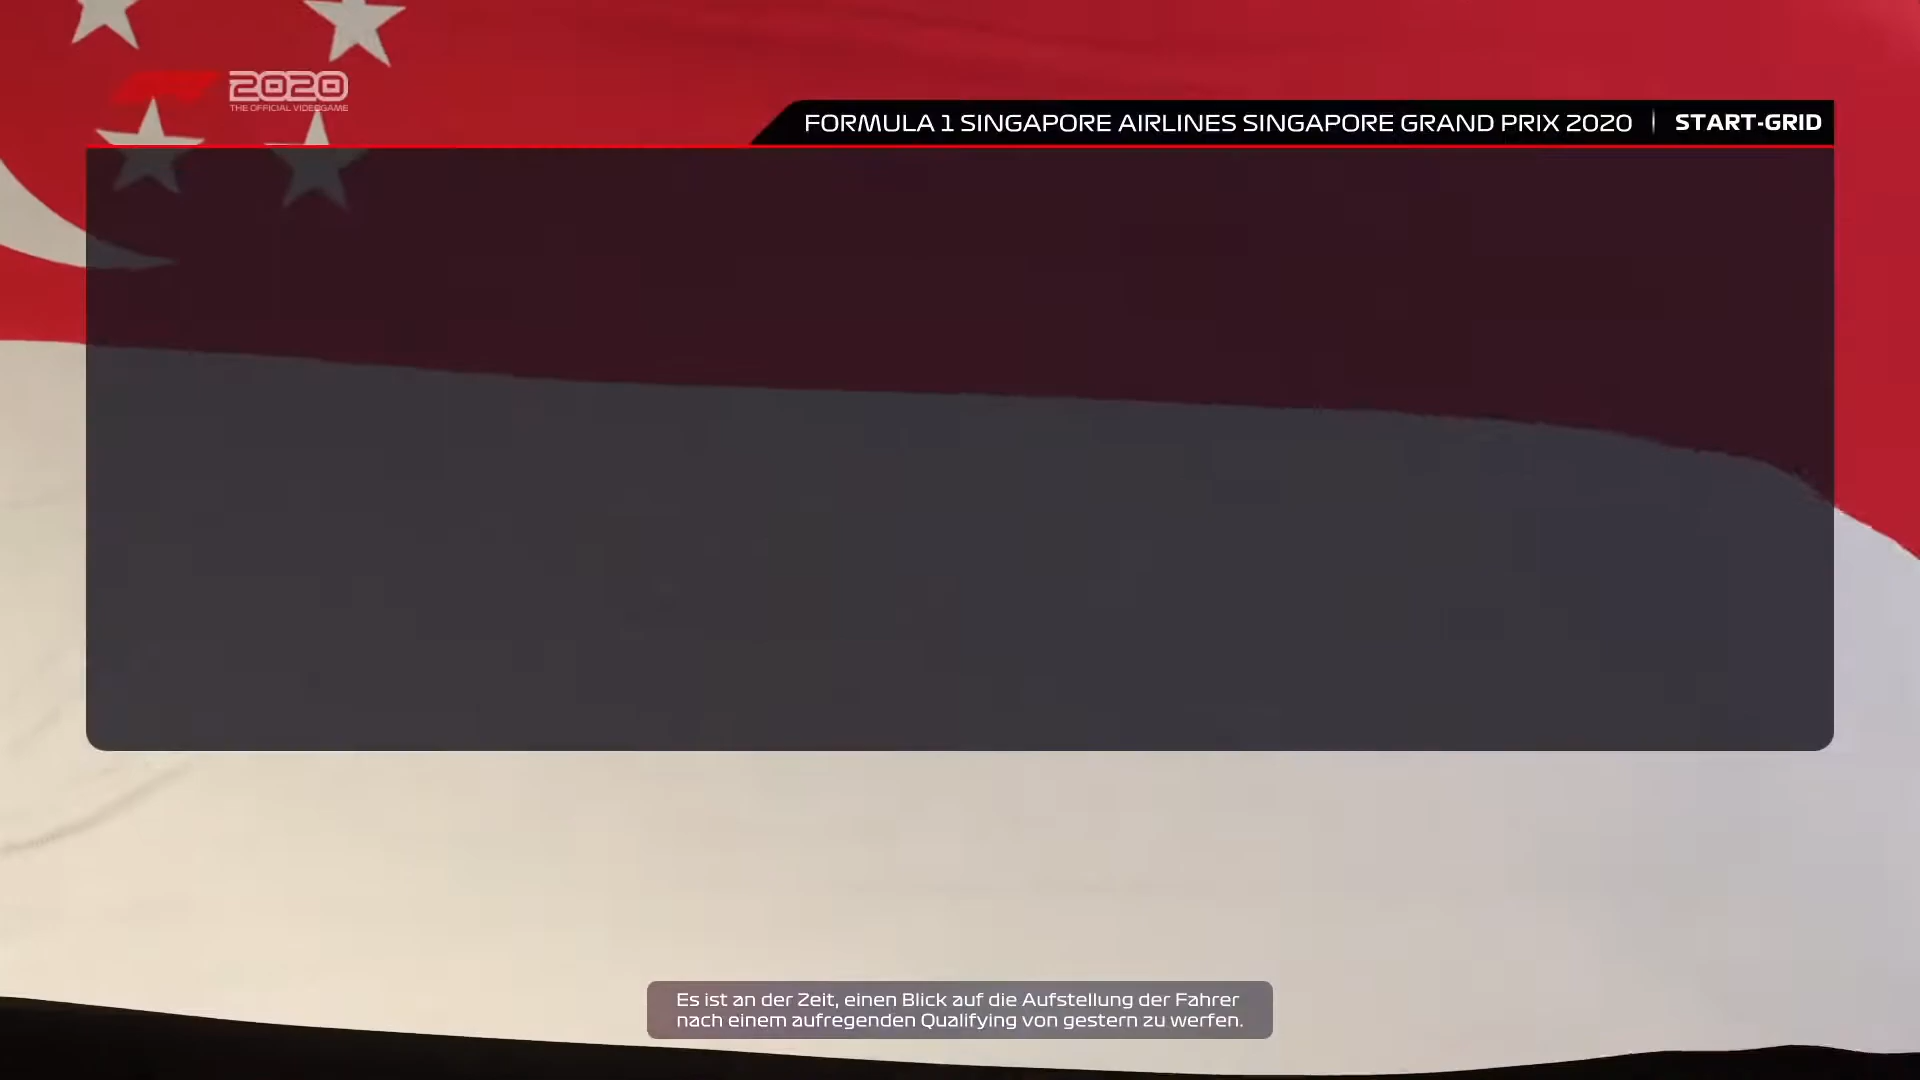 2020
THE OFFICIAL VIDEOGAME
FORMULA 1 SINGAPORE AIRLINES SINGAPORE GRAND PRIX 2020 | START-GRID
Es ist an der Zeit, einen Blick auf die Aufstellung der Fahrer
nach einem aufregenden Qualifying von gestern zu werfen.